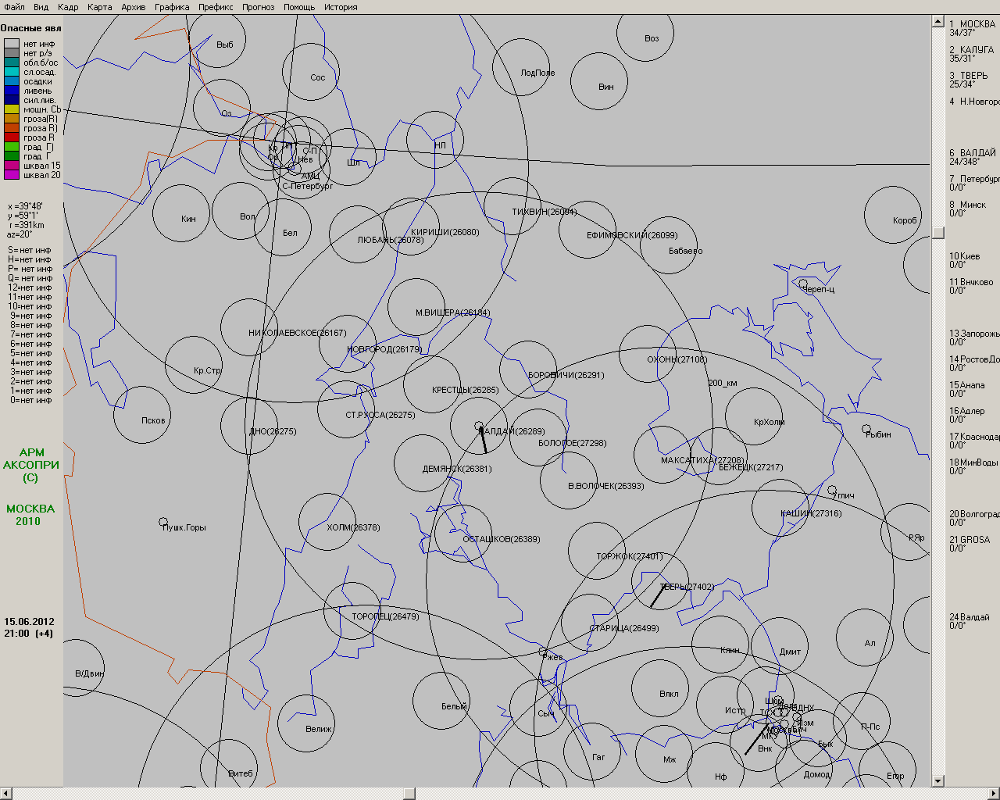 Файл Вид Кадр Карта Архив Графика Префикс Прогноз Помощь История
Опасные явл
нет инф
нет р/э
обл.б/ос
сл.осад.
осадки
ливень
сил.лив.
мощн. Cb
гроза(R)
гроза R)
гроза R
град Г)
град Г
шквал 15
шквал 20
x =39°48'
y =59°1'
r =391km
az=20°
S=нет инф
H=нет инф
P= нет инф
Q= нет инф
12=нет инф
11=нет инф
10=нет инф
9=нет инф
8=нет инф
7=нет инф
6=нет инф
5=нет инф
4=нет инф
3=нет инф
2=нет инф
1=нет инф
0=нет инф
АРМ
АКСОПРИ
(С)
МОСКВА
2010
15.06.2012
21:00 (+4)
Выб
Сос
ЛодПоле
Воз
Вин
Оз
Кр
Ор
С-П
Нев
АМЦ
С-Петербург
Шл
НЛ
Кин
Вол
Бел
ЛЮБАНЬ(26078)
КИРИШИ(26080)
ТИХВИН(26094)
ЕФИМОВСКИЙ(26099)
Бабаево
Короб
Череп-ц
М.ВИШЕРА(26184)
НИКОЛАЕВСКОЕ(26167)
НОВГОРОД(26179)
Кр.Стр
КРЕСТЦЫ(26285)
БОРОВИЧИ(26291)
ОХОНЫ(27108)
200_км
Псков
ДНО(26275)
СТ.РУССА(26275)
ВАЛДАЙ(26289)
БОЛОГОЕ(27298)
КрХолм
Рыбин
ДЕМЯНСК(26381)
В.ВОЛОЧЕК(26393)
МАКСАТИХА(27208)
БЕЖЕЦК(27217)
Углич
КАШИН(27316)
Пушк.Горы
ХОЛМ(26378)
ОСТАШКОВ(26389)
ТОРЖОК(27401)
Р.Яр
ТВЕРЬ(27402)
ТОРОПЕЦ(26479)
СТАРИЦА(26499)
Ржев
Клин
Дмит
Ал
В/Двин
Белый
Сыч
Влкл
Истр
Шрм
ВДНХ
ТСХ
Изм
МГУ
П-Пс
Велиж
Гаг
Мж
Внк
Бык
Витеб
Нф
Домод
Егор
1 МОСКВА
34/37°
2 КАЛУГА
35/31°
3 ТВЕРЬ
25/34°
4 Н.Новгоро
6 ВАЛДАЙ
24/348°
7 Петербург
0/0°
8 Минск
0/0°
10 Киев
0/0°
11 Внчково
0/0°
13 Запорожь
0/0°
14 РостовДо
0/0°
15 Анапа
0/0°
16 Адлер
0/0°
17 Краснодар
0/0°
18 МинВоды
0/0°
20 Волгоград
0/0°
21 GROSA
0/0°
24 Валдай
0/0°